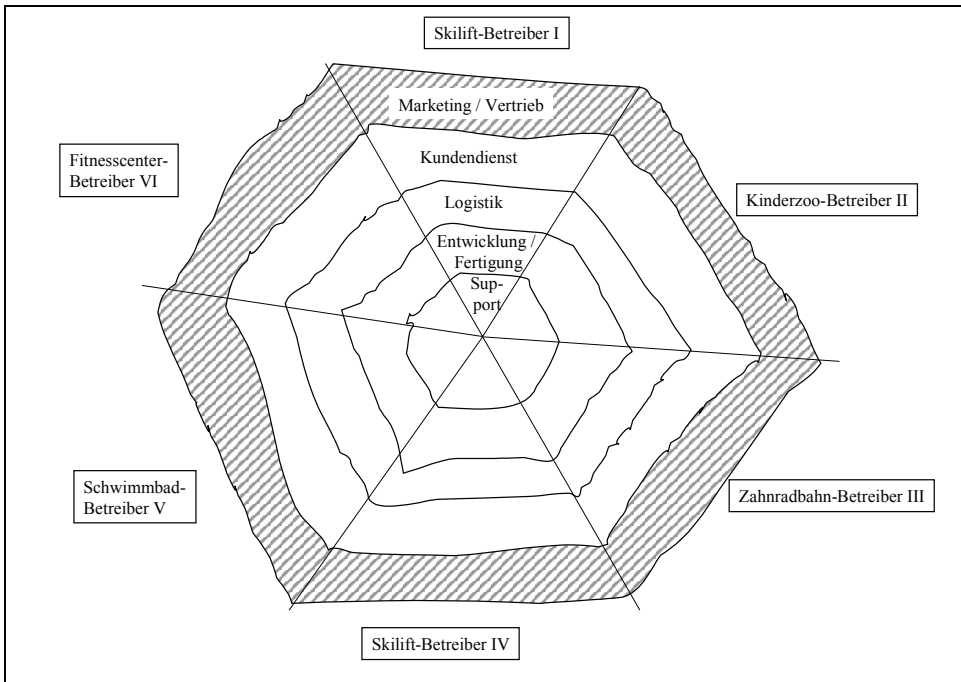 Skilift-Betreiber I
Marketing / Vertrieb
Kundendienst
Fitnesscenter-
Betreiber VI
Kinderzoo-Betreiber II
Logistik
Entwicklung /
Fertigung
Sup-
port
Schwimmbad-
Betreiber V
Zahnradbahn-Betreiber III
Skilift-Betreiber IV